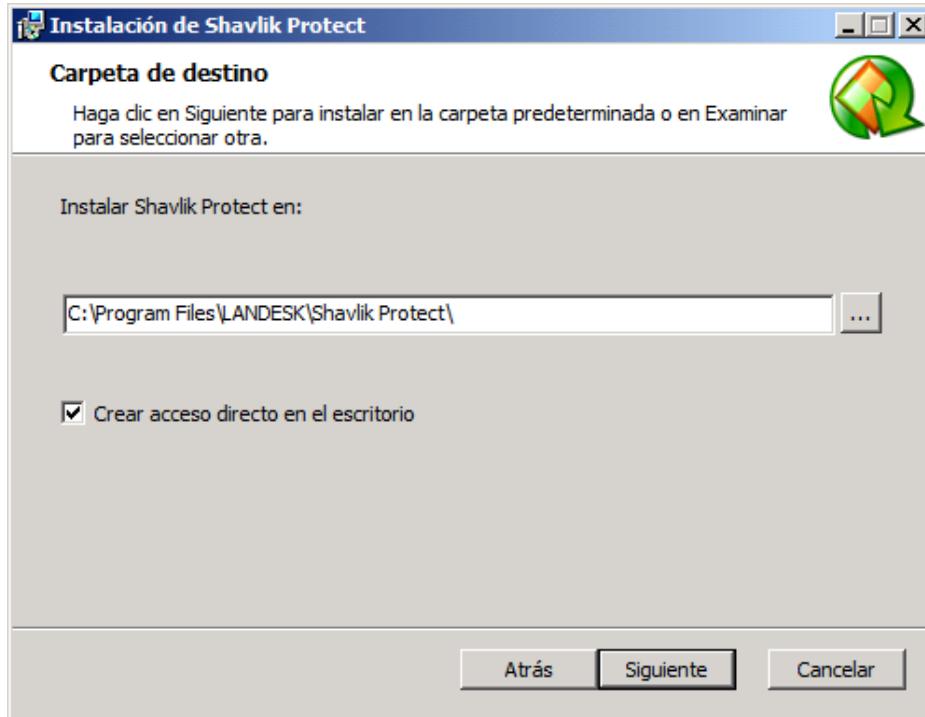 Instalación de Shavlik Protect
Carpeta de destino
Haga clic en Siguiente para instalar en la carpeta predeterminada o en Examinar
para seleccionar otra.
Instalar Shavlik Protect en:
C:\Program Files\LANDESK\Shavlik Protect\
...
Crear acceso directo en el escritorio
Atrás
Siguiente
Cancelar